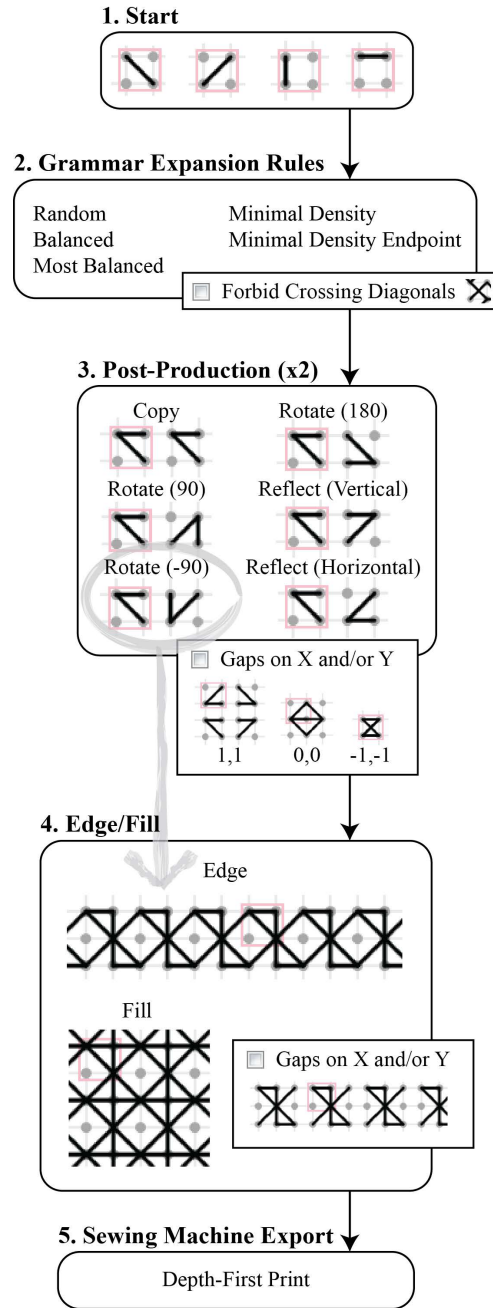 1. Start
2. Grammar Expansion Rules
Random
Minimal Density
Balanced
Minimal Density Endpoint
Most Balanced
Forbid Crossing Diagonals
3. Post-Production (x2)
Copy
Rotate (180)
Rotate (90)
Reflect (Vertical)
Rotate (-90)
Reflect (Horizontal)
Gaps on X and/or Y
1,1
0,0
-1,-1
4. Edge/Fill
Edge
Fill
Gaps on X and/or Y
5. Sewing Machine Export
Depth-First Print